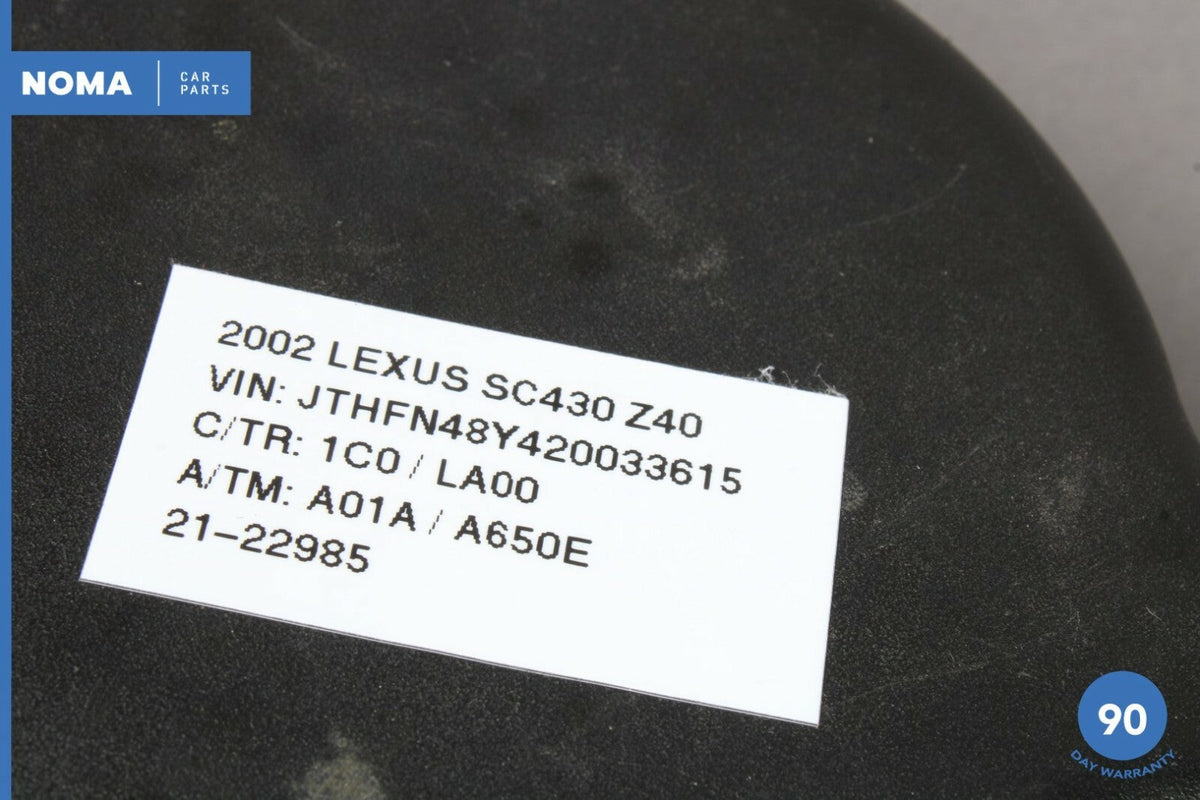 NOMA
CAR
PARTS
2002 LEXUS SC430 Z40
VIN: JTHFN48Y420033615
C/TR: 1C0 / LA00
A/TM: A01A / A650E
21-22985
90
DAY WARRANTY.